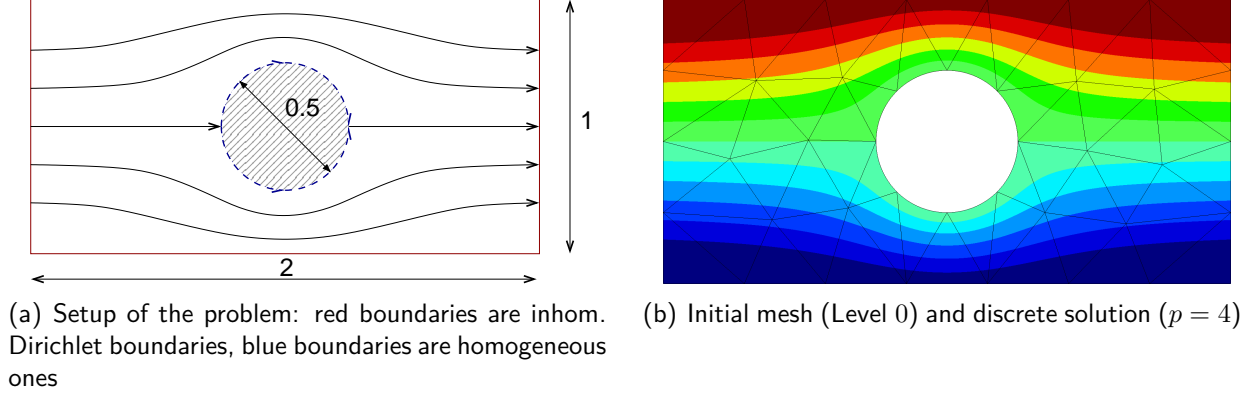 0.5
1
2
(a) Setup of the problem: red boundaries are inhom.
Dirichlet boundaries, blue boundaries are homogeneous
ones
(b) Initial mesh (Level 0) and discrete solution (p = 4)